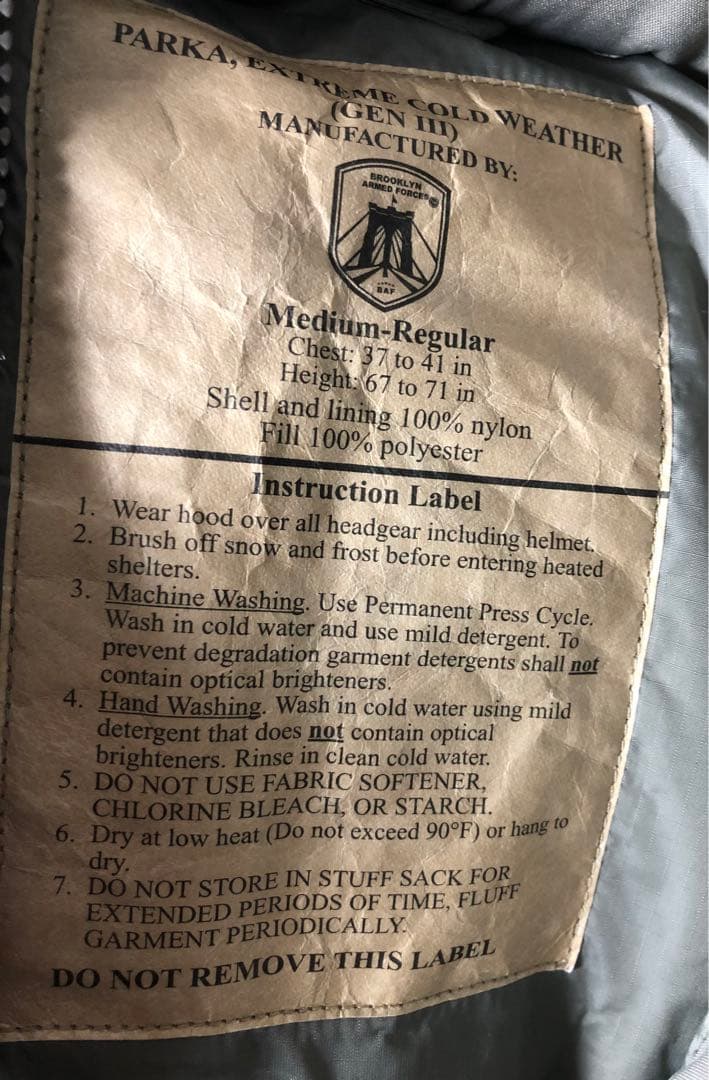 PARKA, EXTREME COLD WEATHER
(GEN III)
MANUFACTURED BY:
BROOKLYN
ARMED FORCES©
BAF
Medium-Regular
Chest: 37 to 41 in
Height: 67 to 71 in
Shell and lining 100% nylon
Fill 100% polyester
Instruction Label
1. Wear hood over all headgear including helmet.
2. Brush off snow and frost before entering heated
shelters.
3. Machine Washing. Use Permanent Press Cycle.
Wash in cold water and use mild detergent. To
prevent degradation garment detergents shall not
contain optical brighteners.
4. Hand Washing. Wash in cold water using mild
detergent that does not contain optical
brighteners. Rinse in clean cold water.
5. DO NOT USE FABRIC SOFTENER,
CHLORINE BLEACH, OR STARCH.
6. Dry at low heat (Do not exceed 90°F) or hang to
dry.
7. DO NOT STORE IN STUFF SACK FOR
EXTENDED PERIODS OF TIME, FLUFF
GARMENT PERIODICALLY.
DO NOT REMOVE THIS LABEL